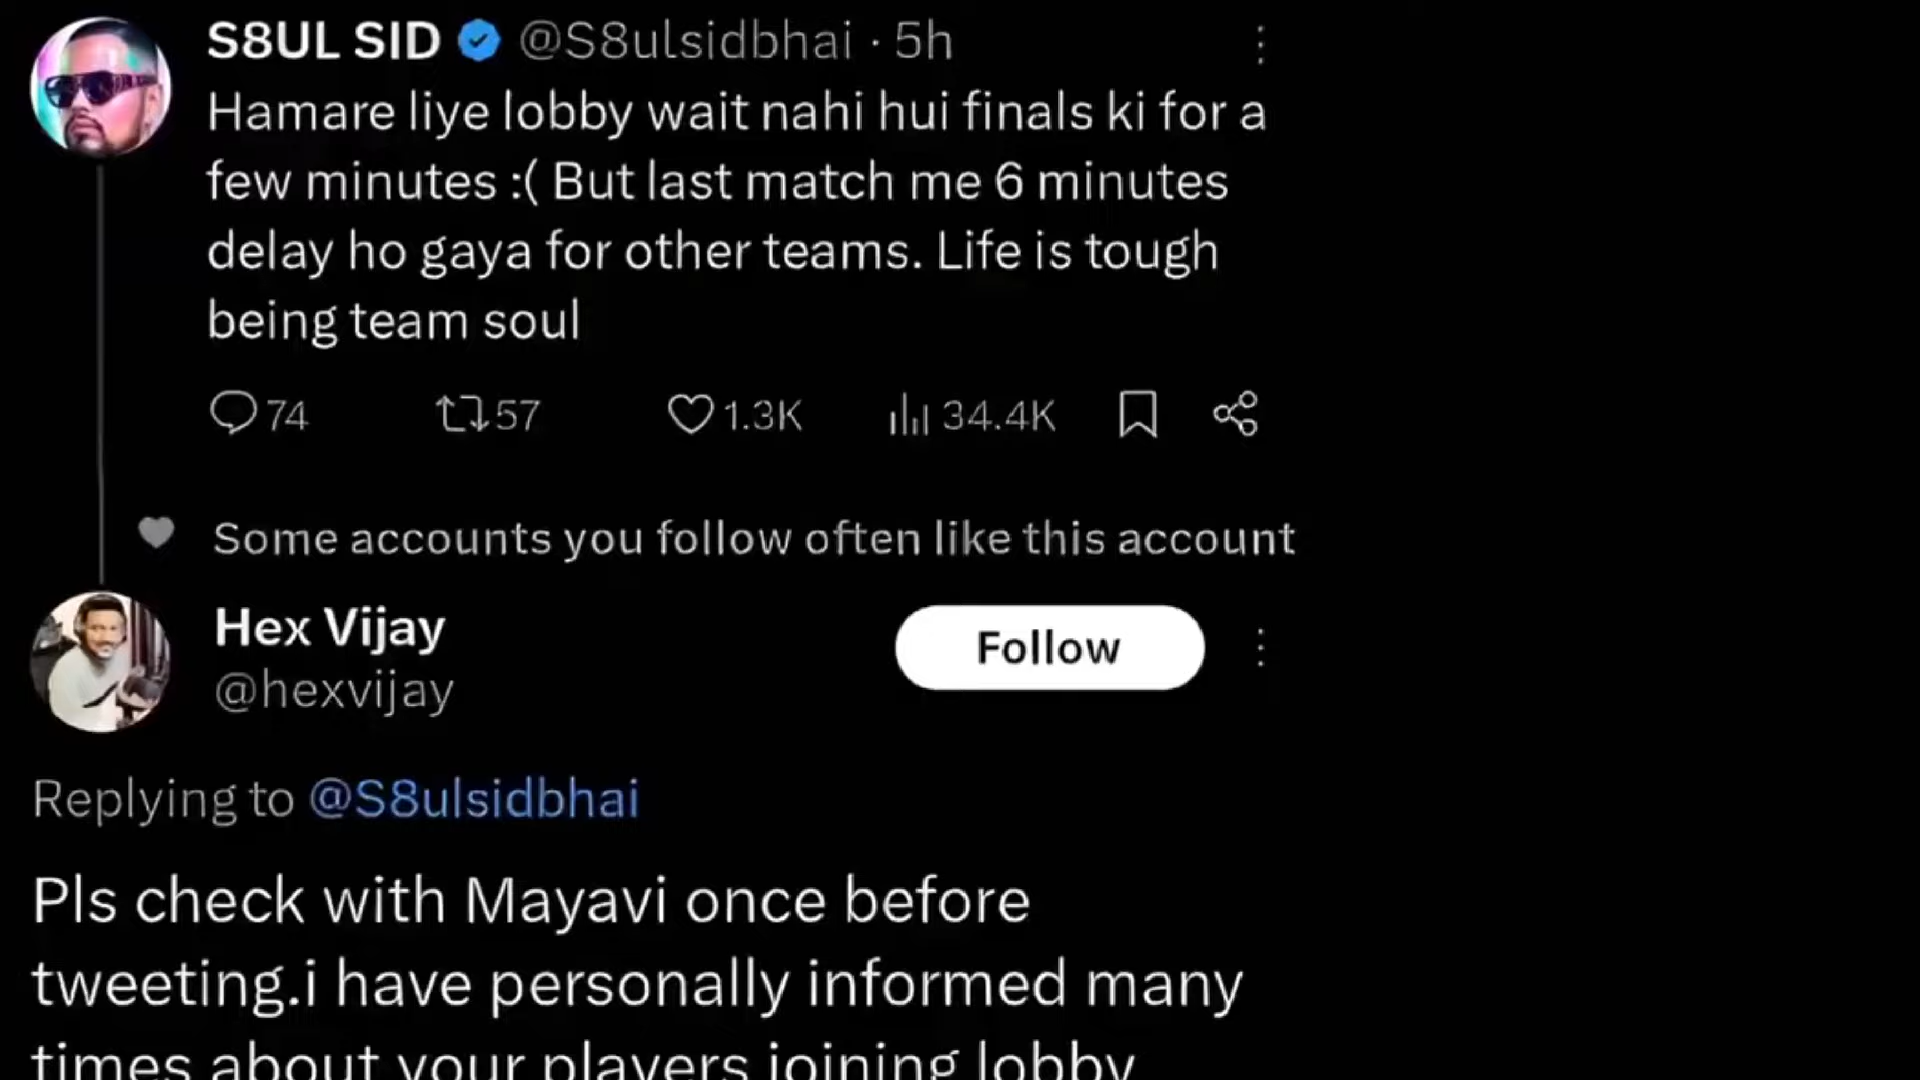 S8UL SID @S8ulsidbhai · 5h
Hamare liye lobby wait nahi hui finals ki for a
few minutes :( But last match me 6 minutes
delay ho gaya for other teams. Life is tough
being team soul
74 57 1.3K 34.4K
Some accounts you follow often like this account
Hex Vijay
@hexvijay
Follow
Replying to @S8ulsidbhai
Pls check with Mayavi once before
tweeting.i have personally informed many
times about your players joining lobby